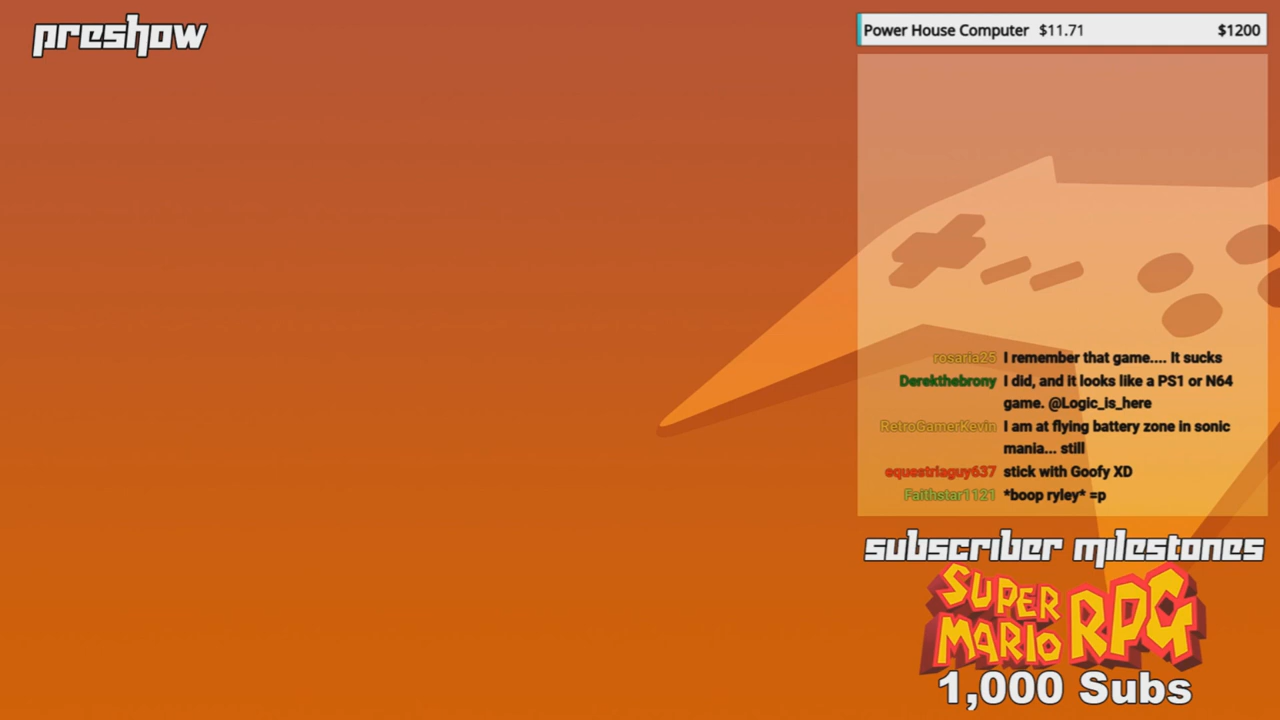 preshow
Power House Computer $11.71 $1200
rosaria25 I remember that game.... It sucks
Derekthebrony I did, and it looks like a PS1 or N64
game. @Logic_is_here
RetroGamerKevin I am at flying battery zone in sonic
mania... still
equestriaguy637 stick with Goofy XD
Faithstar1121 *boop ryley* =p
subscriber milestones
SUPER
MARIO RPG
1,000 Subs